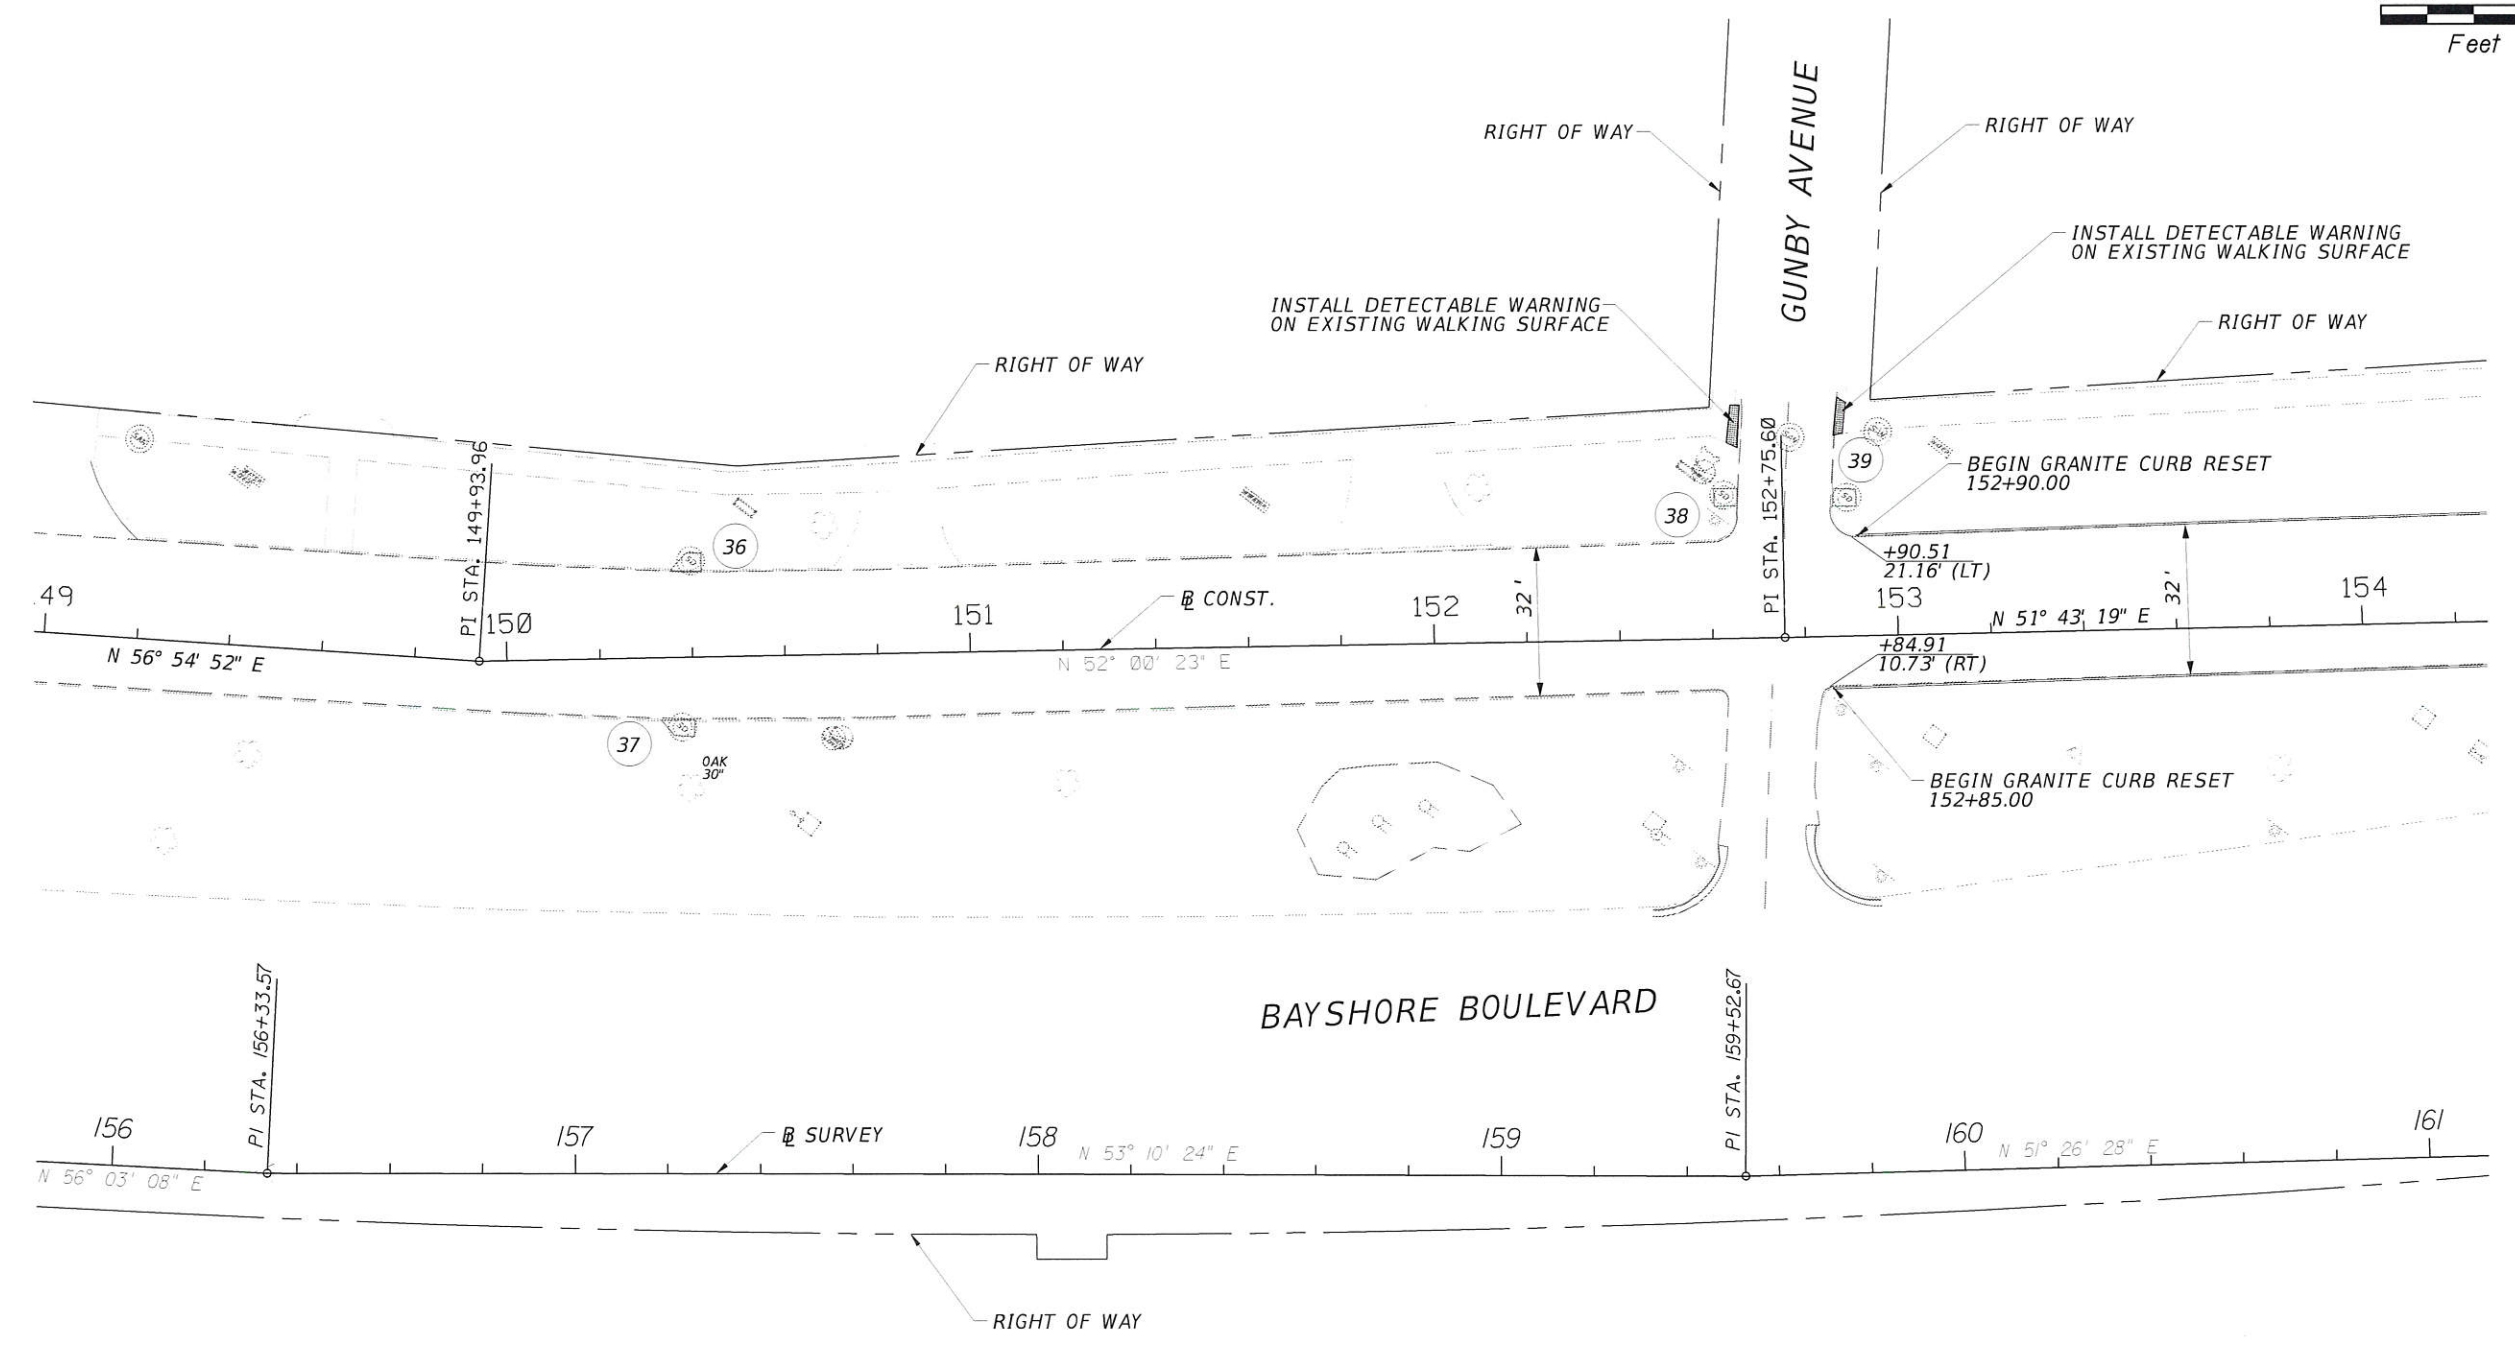 Feet
GUNBY AVENUE
RIGHT OF WAY
RIGHT OF WAY
INSTALL DETECTABLE WARNING
ON EXISTING WALKING SURFACE
INSTALL DETECTABLE WARNING
ON EXISTING WALKING SURFACE
RIGHT OF WAY
RIGHT OF WAY
PI STA. 149+93.96
PI STA. 152+75.60
39
BEGIN GRANITE CURB RESET
152+90.00
38
36
+90.51
21.16' (LT)
49
150
151
BL CONST.
152
32'
153
32'
154
N 56° 54' 52" E
N 52° 00' 23" E
N 51° 43' 19" E
+84.91
10.73' (RT)
37
OAK
30"
BEGIN GRANITE CURB RESET
152+85.00
BAYSHORE BOULEVARD
PI STA. 156+33.57
PI STA. 159+52.67
156
157
BL SURVEY
158
159
160
161
N 56° 03' 08" E
N 53° 10' 24" E
N 51° 26' 28" E
RIGHT OF WAY